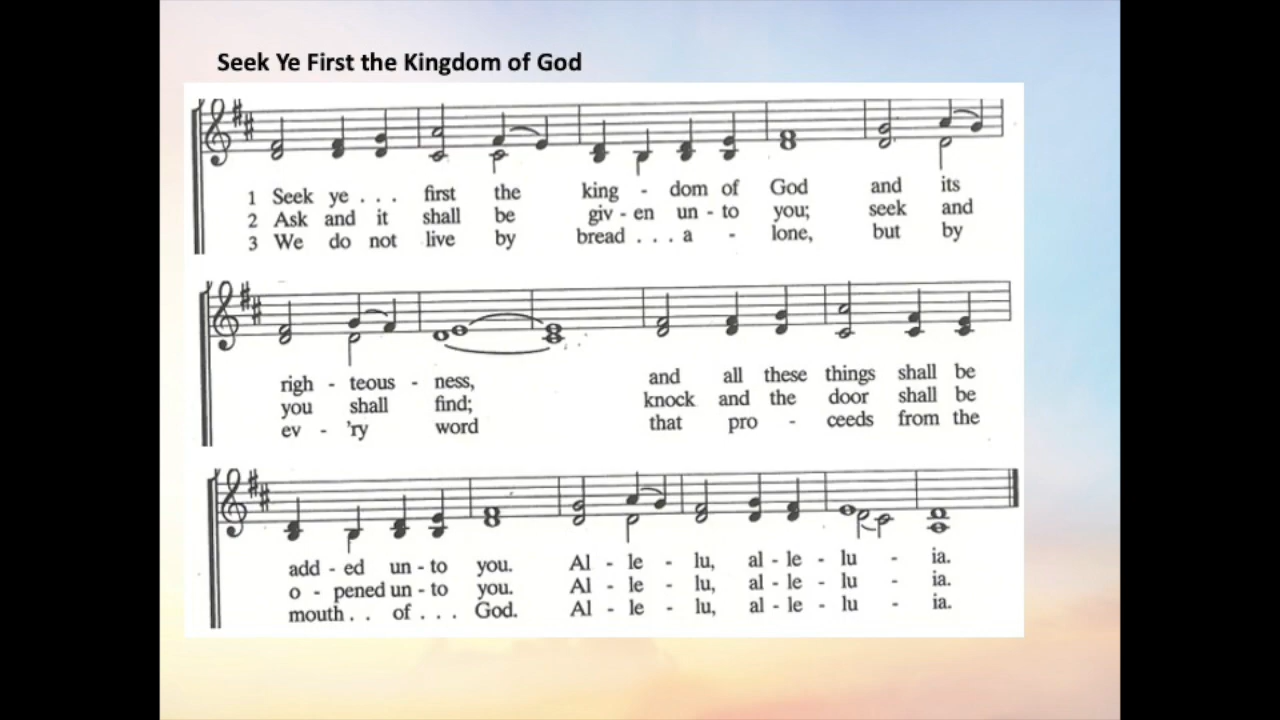 Seek Ye First the Kingdom of God
1 Seek ye . . . first the king - dom of God and its
2 Ask and it shall be giv - en un - to you; seek and
3 We do not live by bread . . . a - lone, but by
righ - teous - ness, and all these things shall be
you shall find; knock and the door shall be
ev - 'ry word that pro - ceeds from the
add - ed un - to you. Al - le - lu, al - le - lu - ia.
o - pened un - to you. Al - le - lu, al - le - lu - ia.
mouth . . of . . . God. Al - le - lu, al - le - lu - ia.